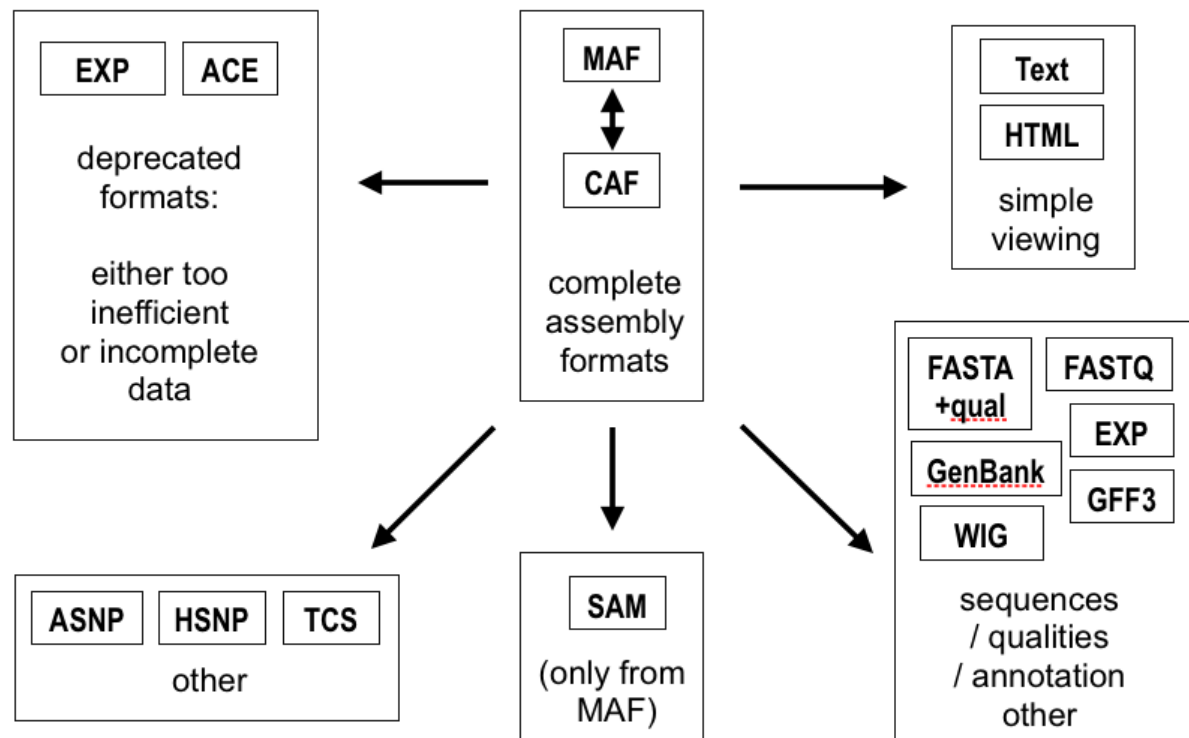 EXP
ACE
deprecated
formats:
either too
inefficient
or incomplete
data
MAF
CAF
complete
assembly
formats
Text
HTML
simple
viewing
FASTA
+qual
FASTQ
EXP
GenBank
GFF3
WIG
sequences
/ qualities
/ annotation
other
ASNP
HSNP
TCS
other
SAM
(only from
MAF)